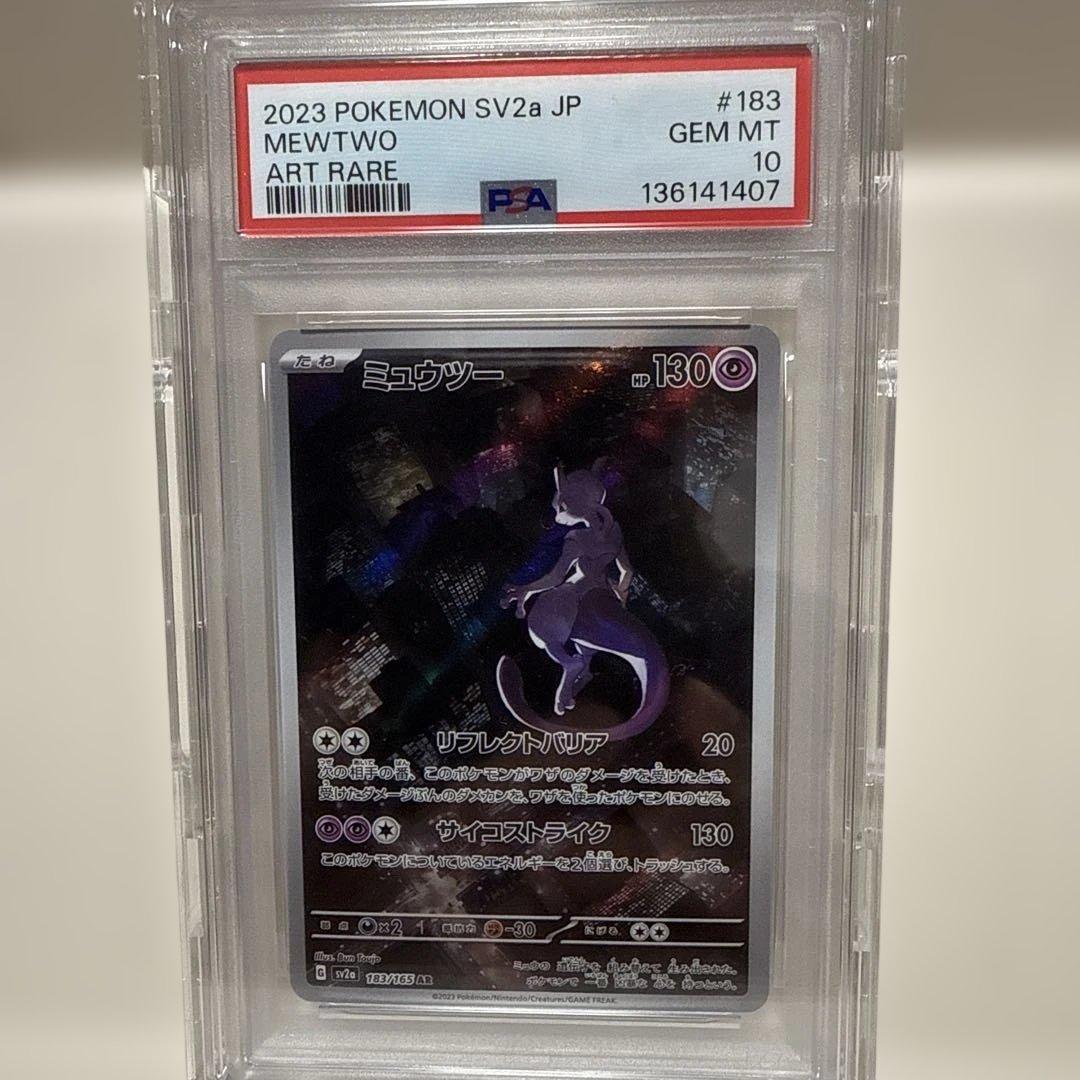 2023 POKEMON SV2a JP #183
MEWTWO GEM MT
ART RARE 10
PSA 136141407
たね ミュウツー HP 130
リフレクトバリア 20
次の相手の番、このポケモンがワザのダメージを受けたとき、
受けたダメージぶんのダメカンを、ワザを使ったポケモンにのせる。
サイコストライク 130
このポケモンについているエネルギーを2個選び、トラッシュする。
弱点 ×2 抵抗力 -30 にげる
Illus. Bun Toujo
ミュウの 遺伝子を 組み替えて 生み出された。
G sv2a 183/165 AR
ポケモンで 一番 凶暴な 心を 持つという。
©2023 Pokémon/Nintendo/Creatures/GAME FREAK.